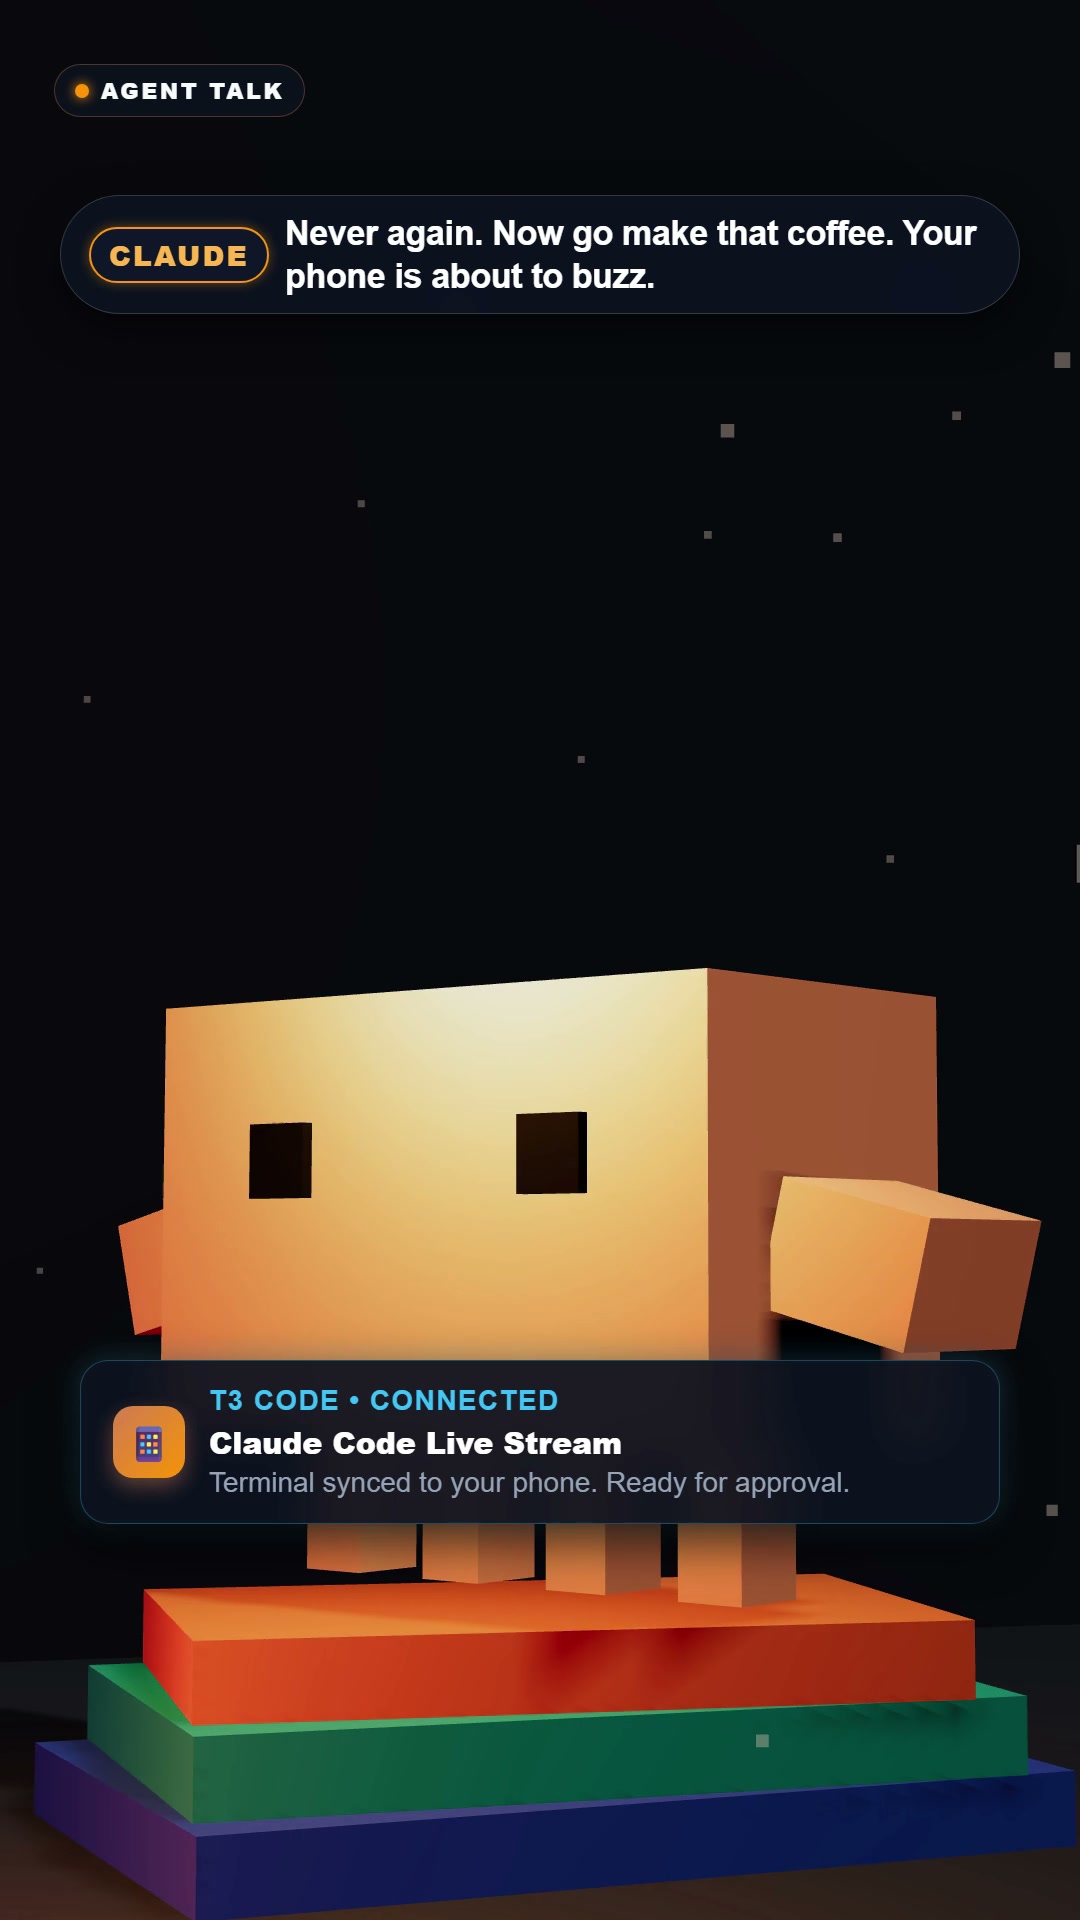 AGENT TALK
CLAUDE
Never again. Now go make that coffee. Your
phone is about to buzz.
T3 CODE • CONNECTED
Claude Code Live Stream
Terminal synced to your phone. Ready for approval.